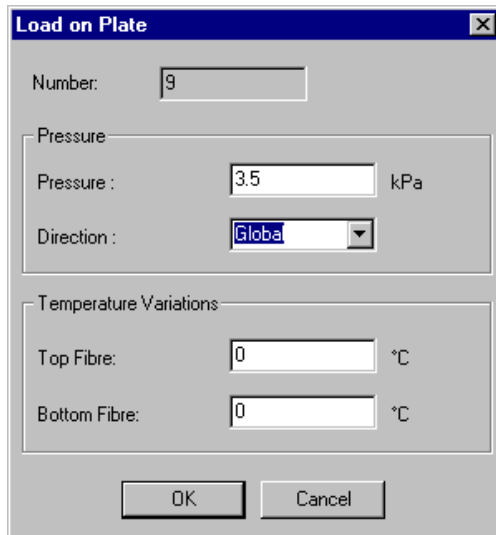 Load on Plate
Number: 9
Pressure
Pressure : 3.5 kPa
Direction : Global
Temperature Variations
Top Fibre: 0 °C
Bottom Fibre: 0 °C
OK Cancel